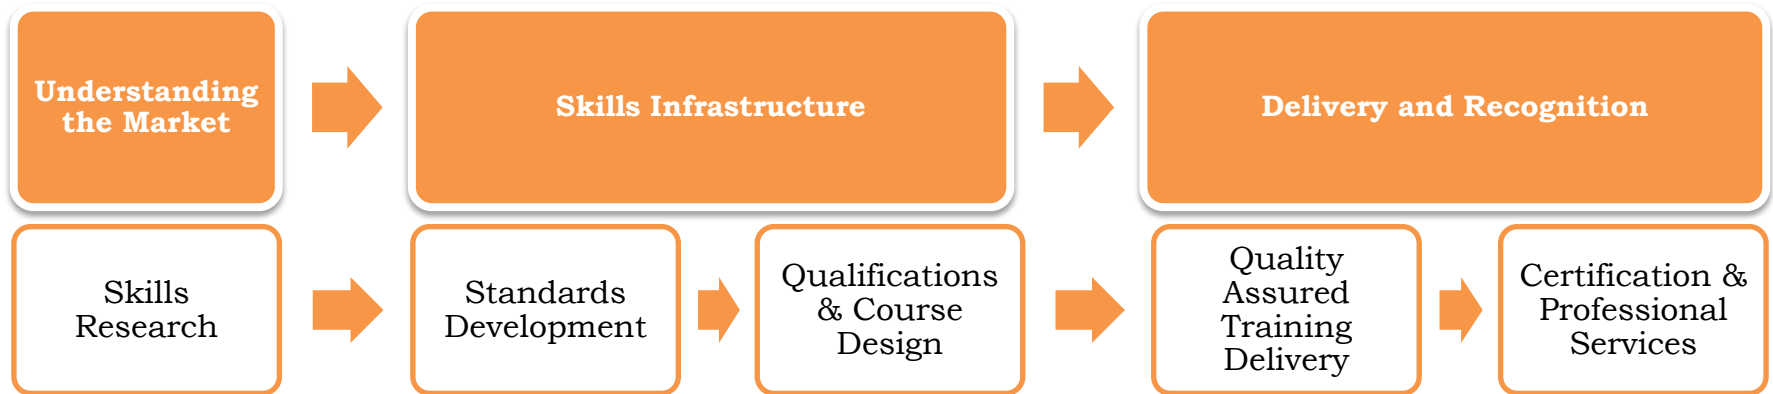 Understanding
the Market
Skills Infrastructure
Delivery and Recognition
Skills
Research
Standards
Development
Qualifications
& Course
Design
Quality
Assured
Training
Delivery
Certification &
Professional
Services